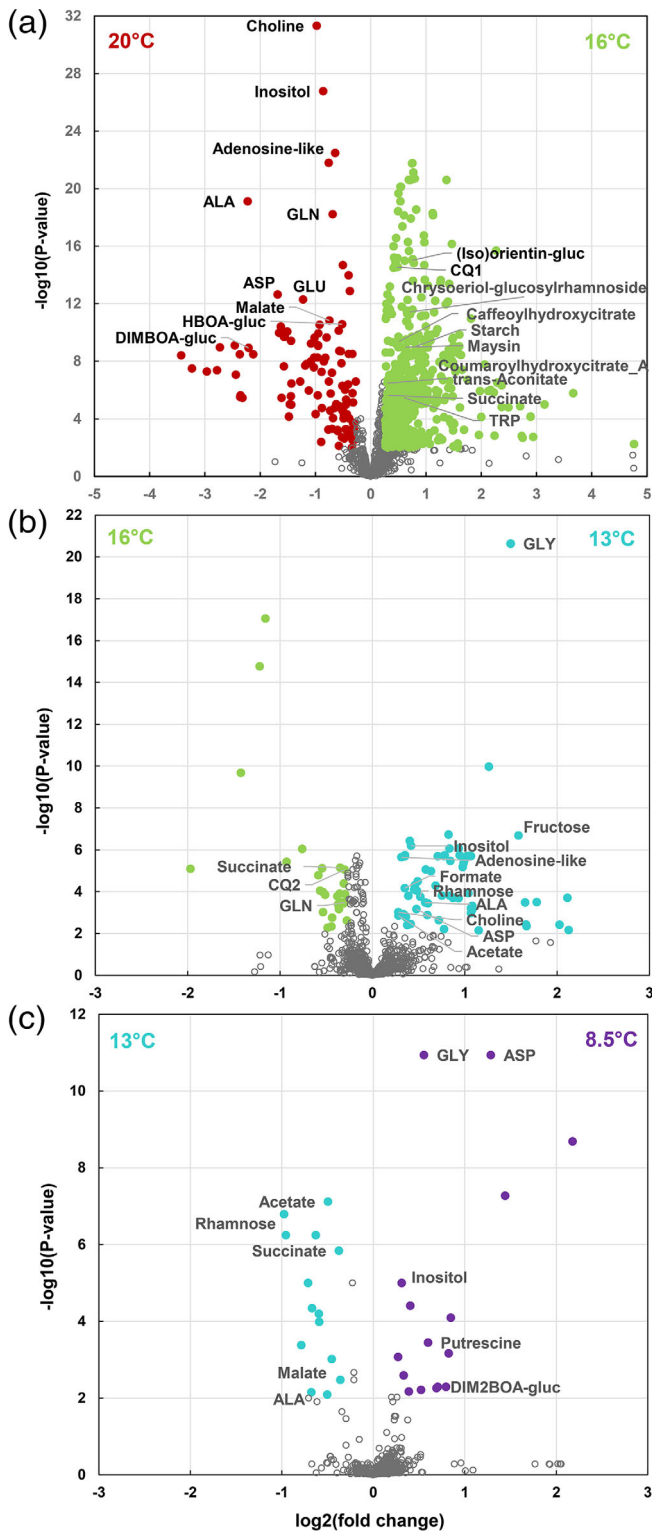 (a)
32
20°C
Choline
16°C
28
Inositol
24
Adenosine-like
20
ALA
GLN
16
(Iso)orientin-gluc
CQ1
ASP
GLU
Chrysoeriol-glucosylrhamnoside
12
Malate
HBOA-gluc
Caffeoylhydroxycitrate
DIMBOA-gluc
Starch
Maysin
8
Coumaroylhydroxycitrate_A
trans-Aconitate
Succinate
4
TRP
0
-log10(P-value)
-5 -4 -3 -2 -1 0 1 2 3 4 5
(b)
22
16°C
GLY
13°C
20
18
16
14
12
10
8
Fructose
6
Inositol
Succinate
Adenosine-like
CQ2
Formate
4
Rhamnose
GLN
ALA
Choline
2
ASP
Acetate
0
-log10(P-value)
-3 -2 -1 0 1 2 3
(c)
12
13°C
8.5°C
GLY
ASP
10
8
Acetate
Rhamnose
6
Succinate
Inositol
4
Putrescine
Malate
DIM2BOA-gluc
2
ALA
0
-log10(P-value)
-3 -2 -1 0 1 2 3
log2(fold change)